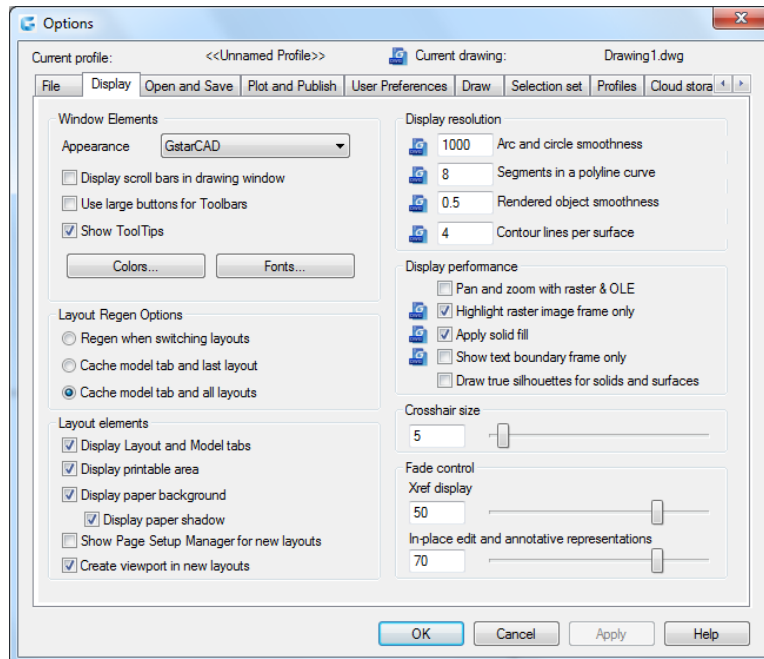 Options
Current profile: <<Unnamed Profile>> Current drawing: Drawing1.dwg
File Display Open and Save Plot and Publish User Preferences Draw Selection set Profiles Cloud stora
Window Elements
Appearance GstarCAD
Display scroll bars in drawing window
Use large buttons for Toolbars
Show ToolTips
Colors... Fonts...
Layout Regen Options
Regen when switching layouts
Cache model tab and last layout
Cache model tab and all layouts
Layout elements
Display Layout and Model tabs
Display printable area
Display paper background
Display paper shadow
Show Page Setup Manager for new layouts
Create viewport in new layouts
Display resolution
1000 Arc and circle smoothness
8 Segments in a polyline curve
0.5 Rendered object smoothness
4 Contour lines per surface
Display performance
Pan and zoom with raster & OLE
Highlight raster image frame only
Apply solid fill
Show text boundary frame only
Draw true silhouettes for solids and surfaces
Crosshair size
5
Fade control
Xref display
50
In-place edit and annotative representations
70
OK Cancel Apply Help